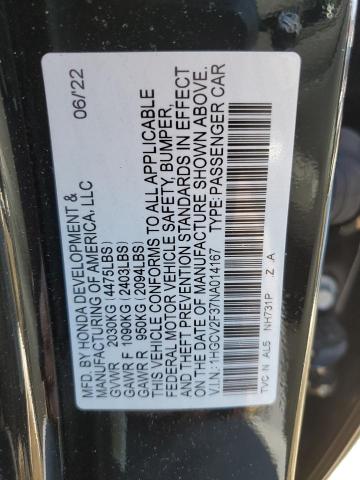 MFD.BY HONDA DEVELOPMENT & 06/22
MANUFACTURING OF AMERICA, LLC
GVWR 2030KG (4475LBS)
GAWR F 1090KG (2403LBS)
GAWR R 950KG (2094LBS)
THIS VEHICLE CONFORMS TO ALL APPLICABLE
FEDERAL MOTOR VEHICLE SAFETY, BUMPER,
AND THEFT PREVENTION STANDARDS IN EFFECT
ON THE DATE OF MANUFACTURE SHOWN ABOVE.
V.I.N.:1HGCV2F37NA014167 TYPE:PASSENGER CAR
TVC N AL5 NH731P Z A